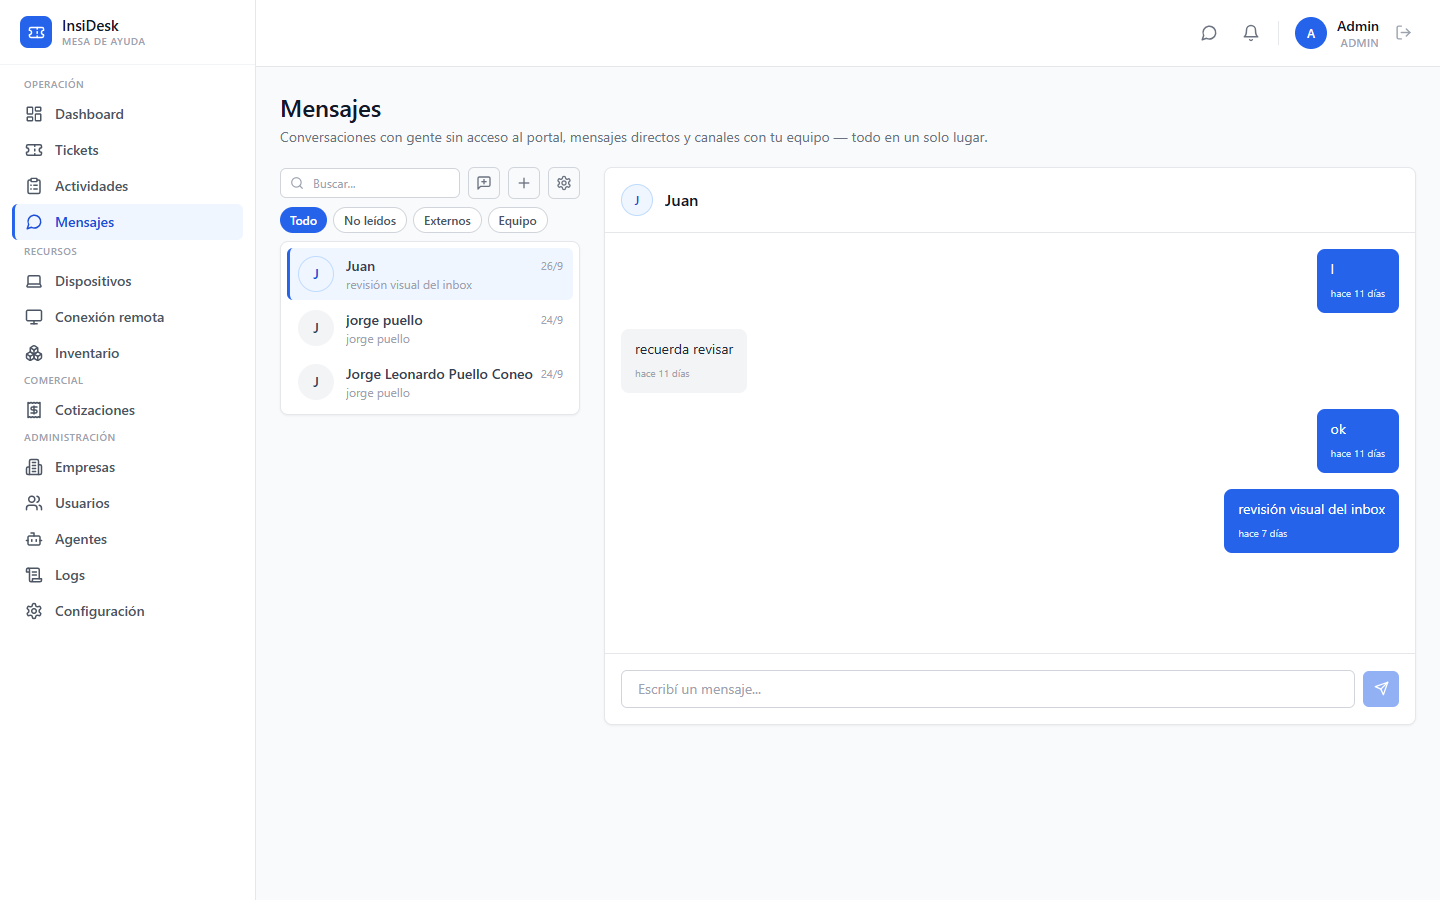 InsiDesk
MESA DE AYUDA
A
Admin
ADMIN
OPERACIÓN
Dashboard
Tickets
Actividades
Mensajes
RECURSOS
Dispositivos
Conexión remota
Inventario
COMERCIAL
Cotizaciones
ADMINISTRACIÓN
Empresas
Usuarios
Agentes
Logs
Configuración
Mensajes
Conversaciones con gente sin acceso al portal, mensajes directos y canales con tu equipo — todo en un solo lugar.
Buscar...
Todo
No leídos
Externos
Equipo
J
Juan
26/9
revisión visual del inbox
J
jorge puello
24/9
jorge puello
J
Jorge Leonardo Puello Coneo
24/9
jorge puello
J
Juan
l
hace 11 días
recuerda revisar
hace 11 días
ok
hace 11 días
revisión visual del inbox
hace 7 días
Escribí un mensaje...